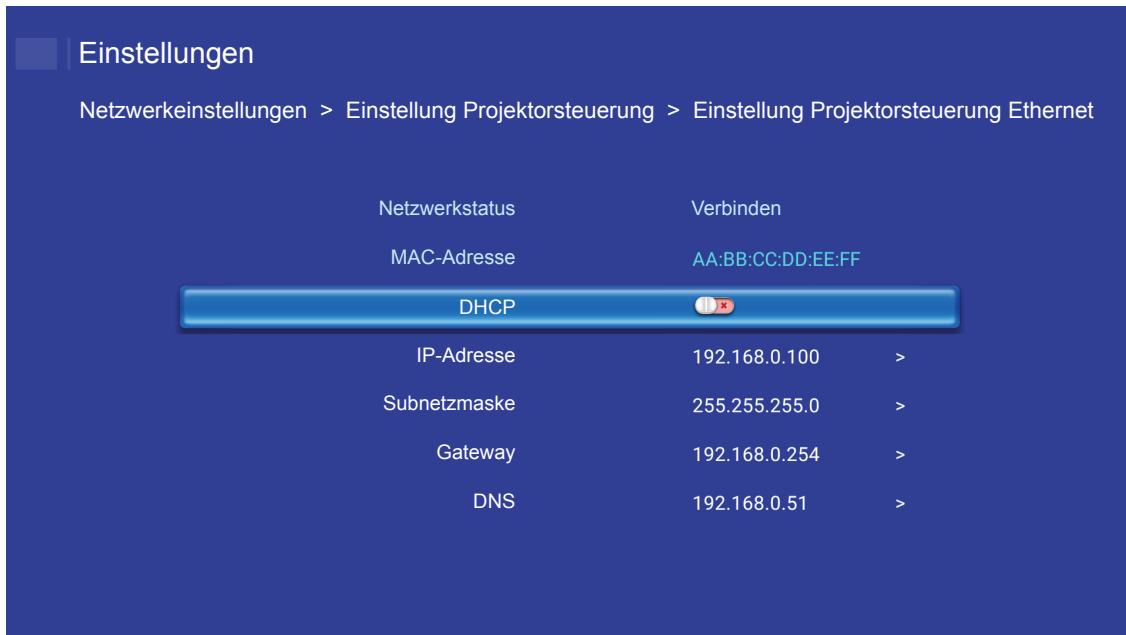 Einstellungen
Netzwerkeinstellungen > Einstellung Projektorsteuerung > Einstellung Projektorsteuerung Ethernet
Netzwerkstatus Verbinden
MAC-Adresse AA:BB:CC:DD:EE:FF
DHCP
IP-Adresse 192.168.0.100 >
Subnetzmaske 255.255.255.0 >
Gateway 192.168.0.254 >
DNS 192.168.0.51 >